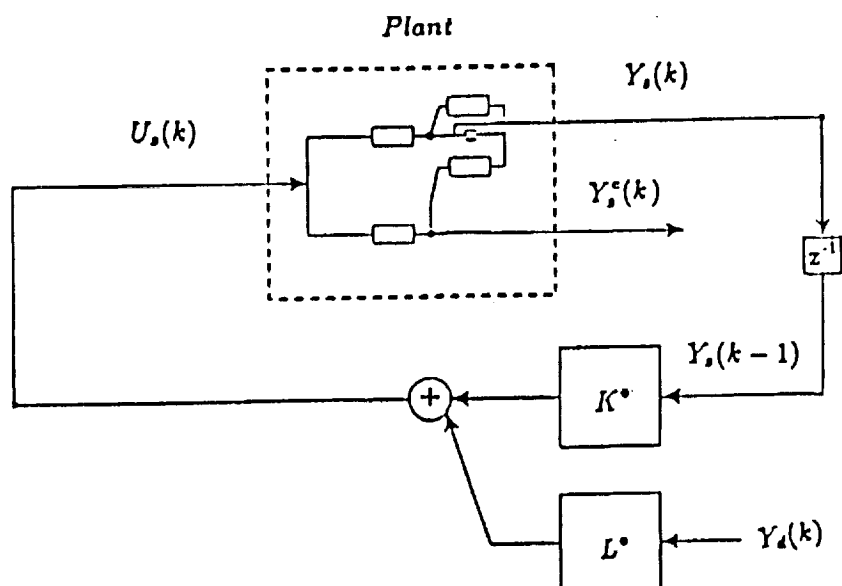 Plant
Y_s(k)
U_s(k)
Y_s^c(k)
z^-1
Y_s(k − 1)
+
K*
L*
Y_d(k)